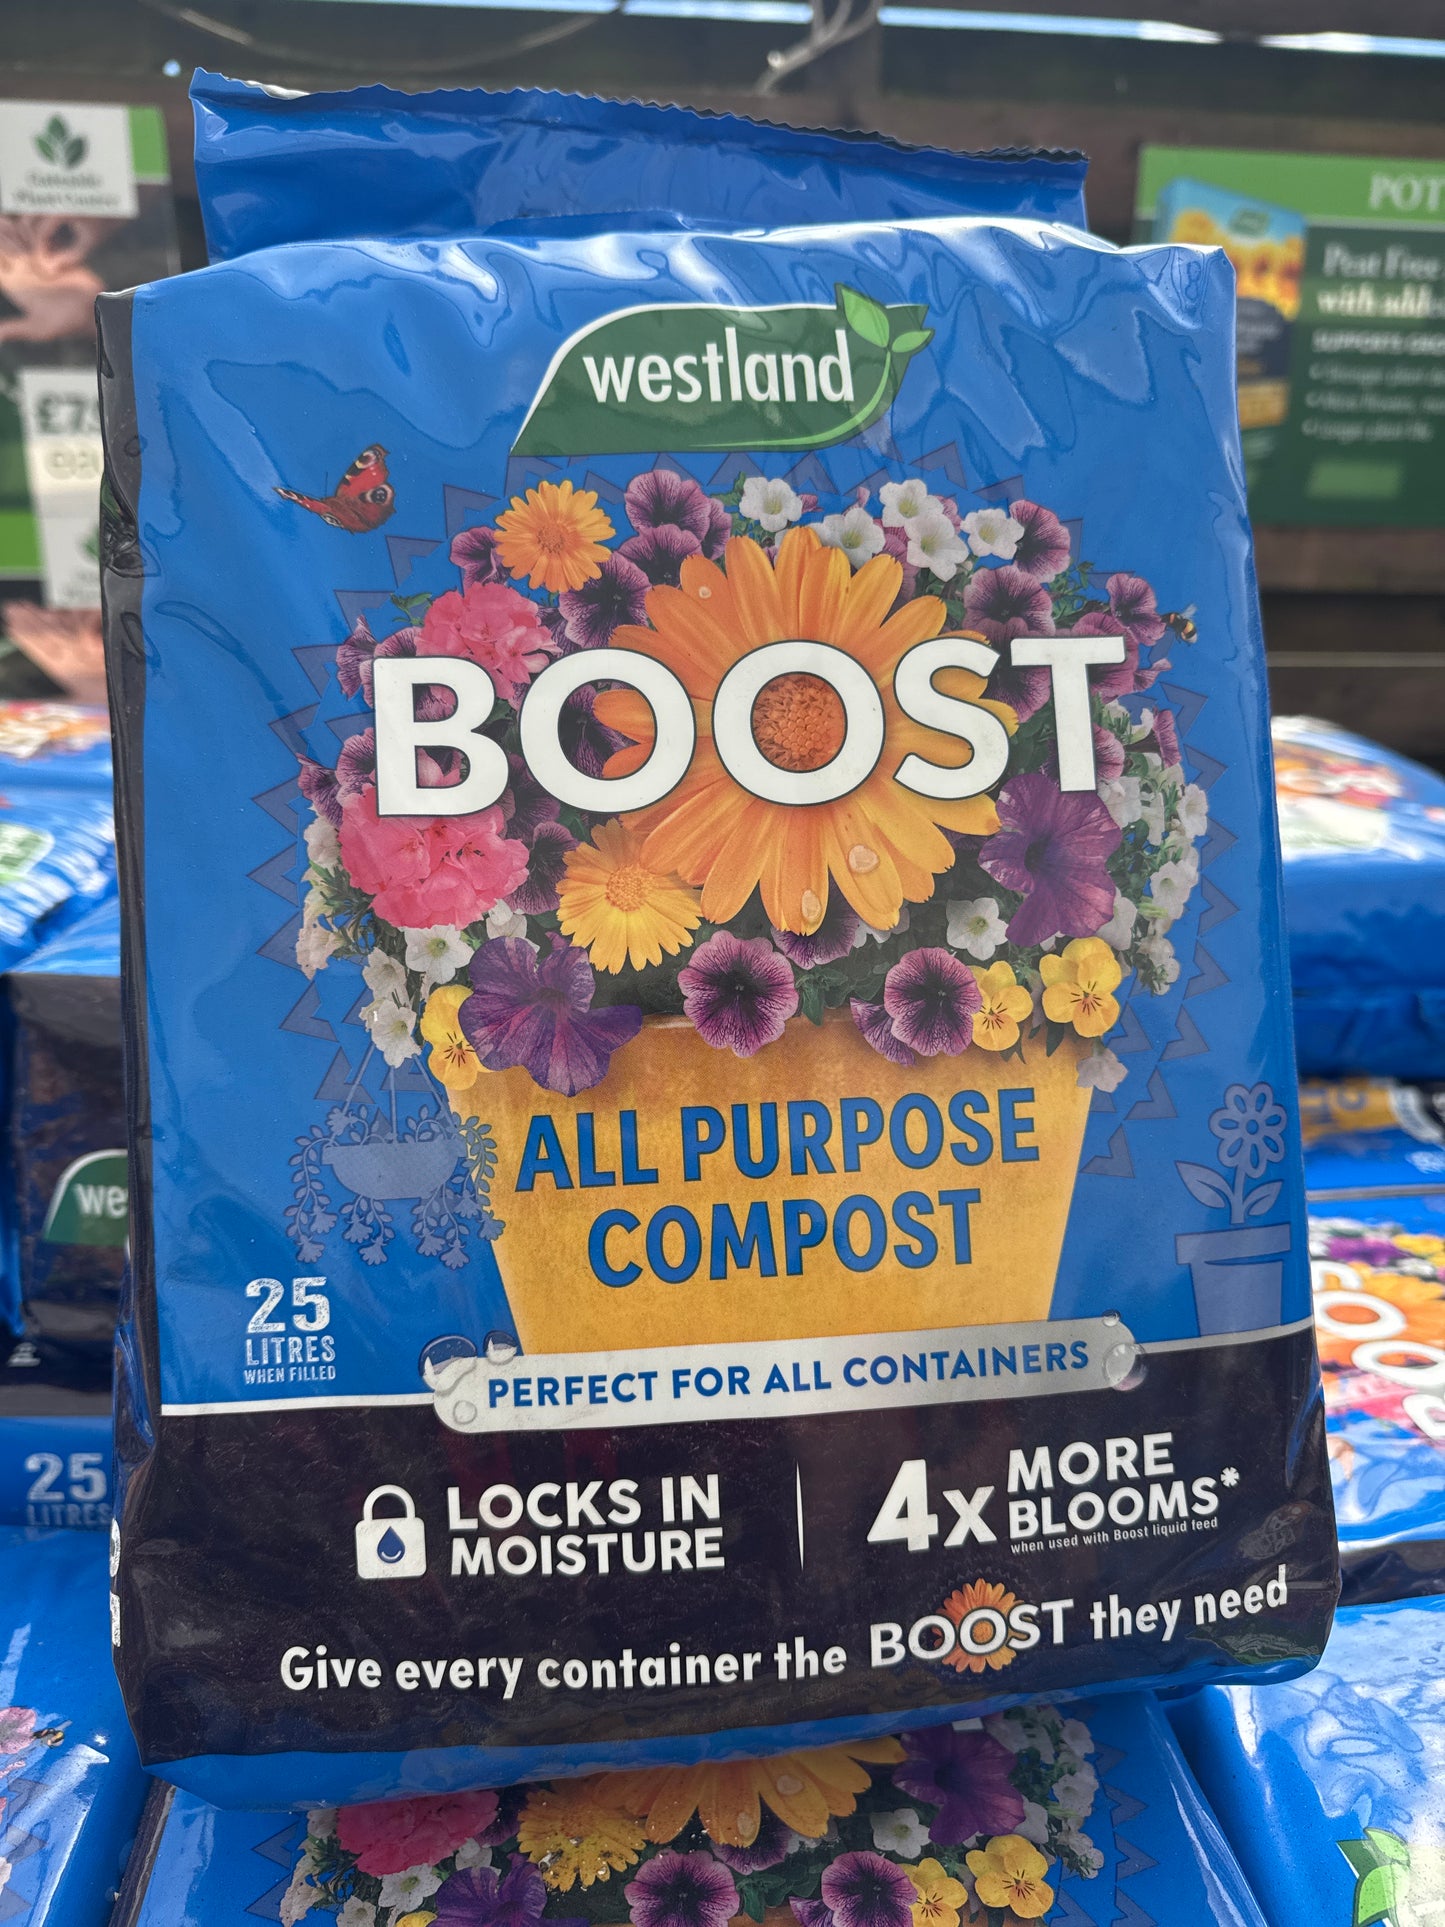 westland
BOOST
ALL PURPOSE
COMPOST
25
LITRES
WHEN FILLED
PERFECT FOR ALL CONTAINERS
LOCKS IN
MOISTURE
4x MORE
BLOOMS*
when used with Boost liquid feed
Give every container the BOOST they need
POT
Peat Free
we
25
LITRES